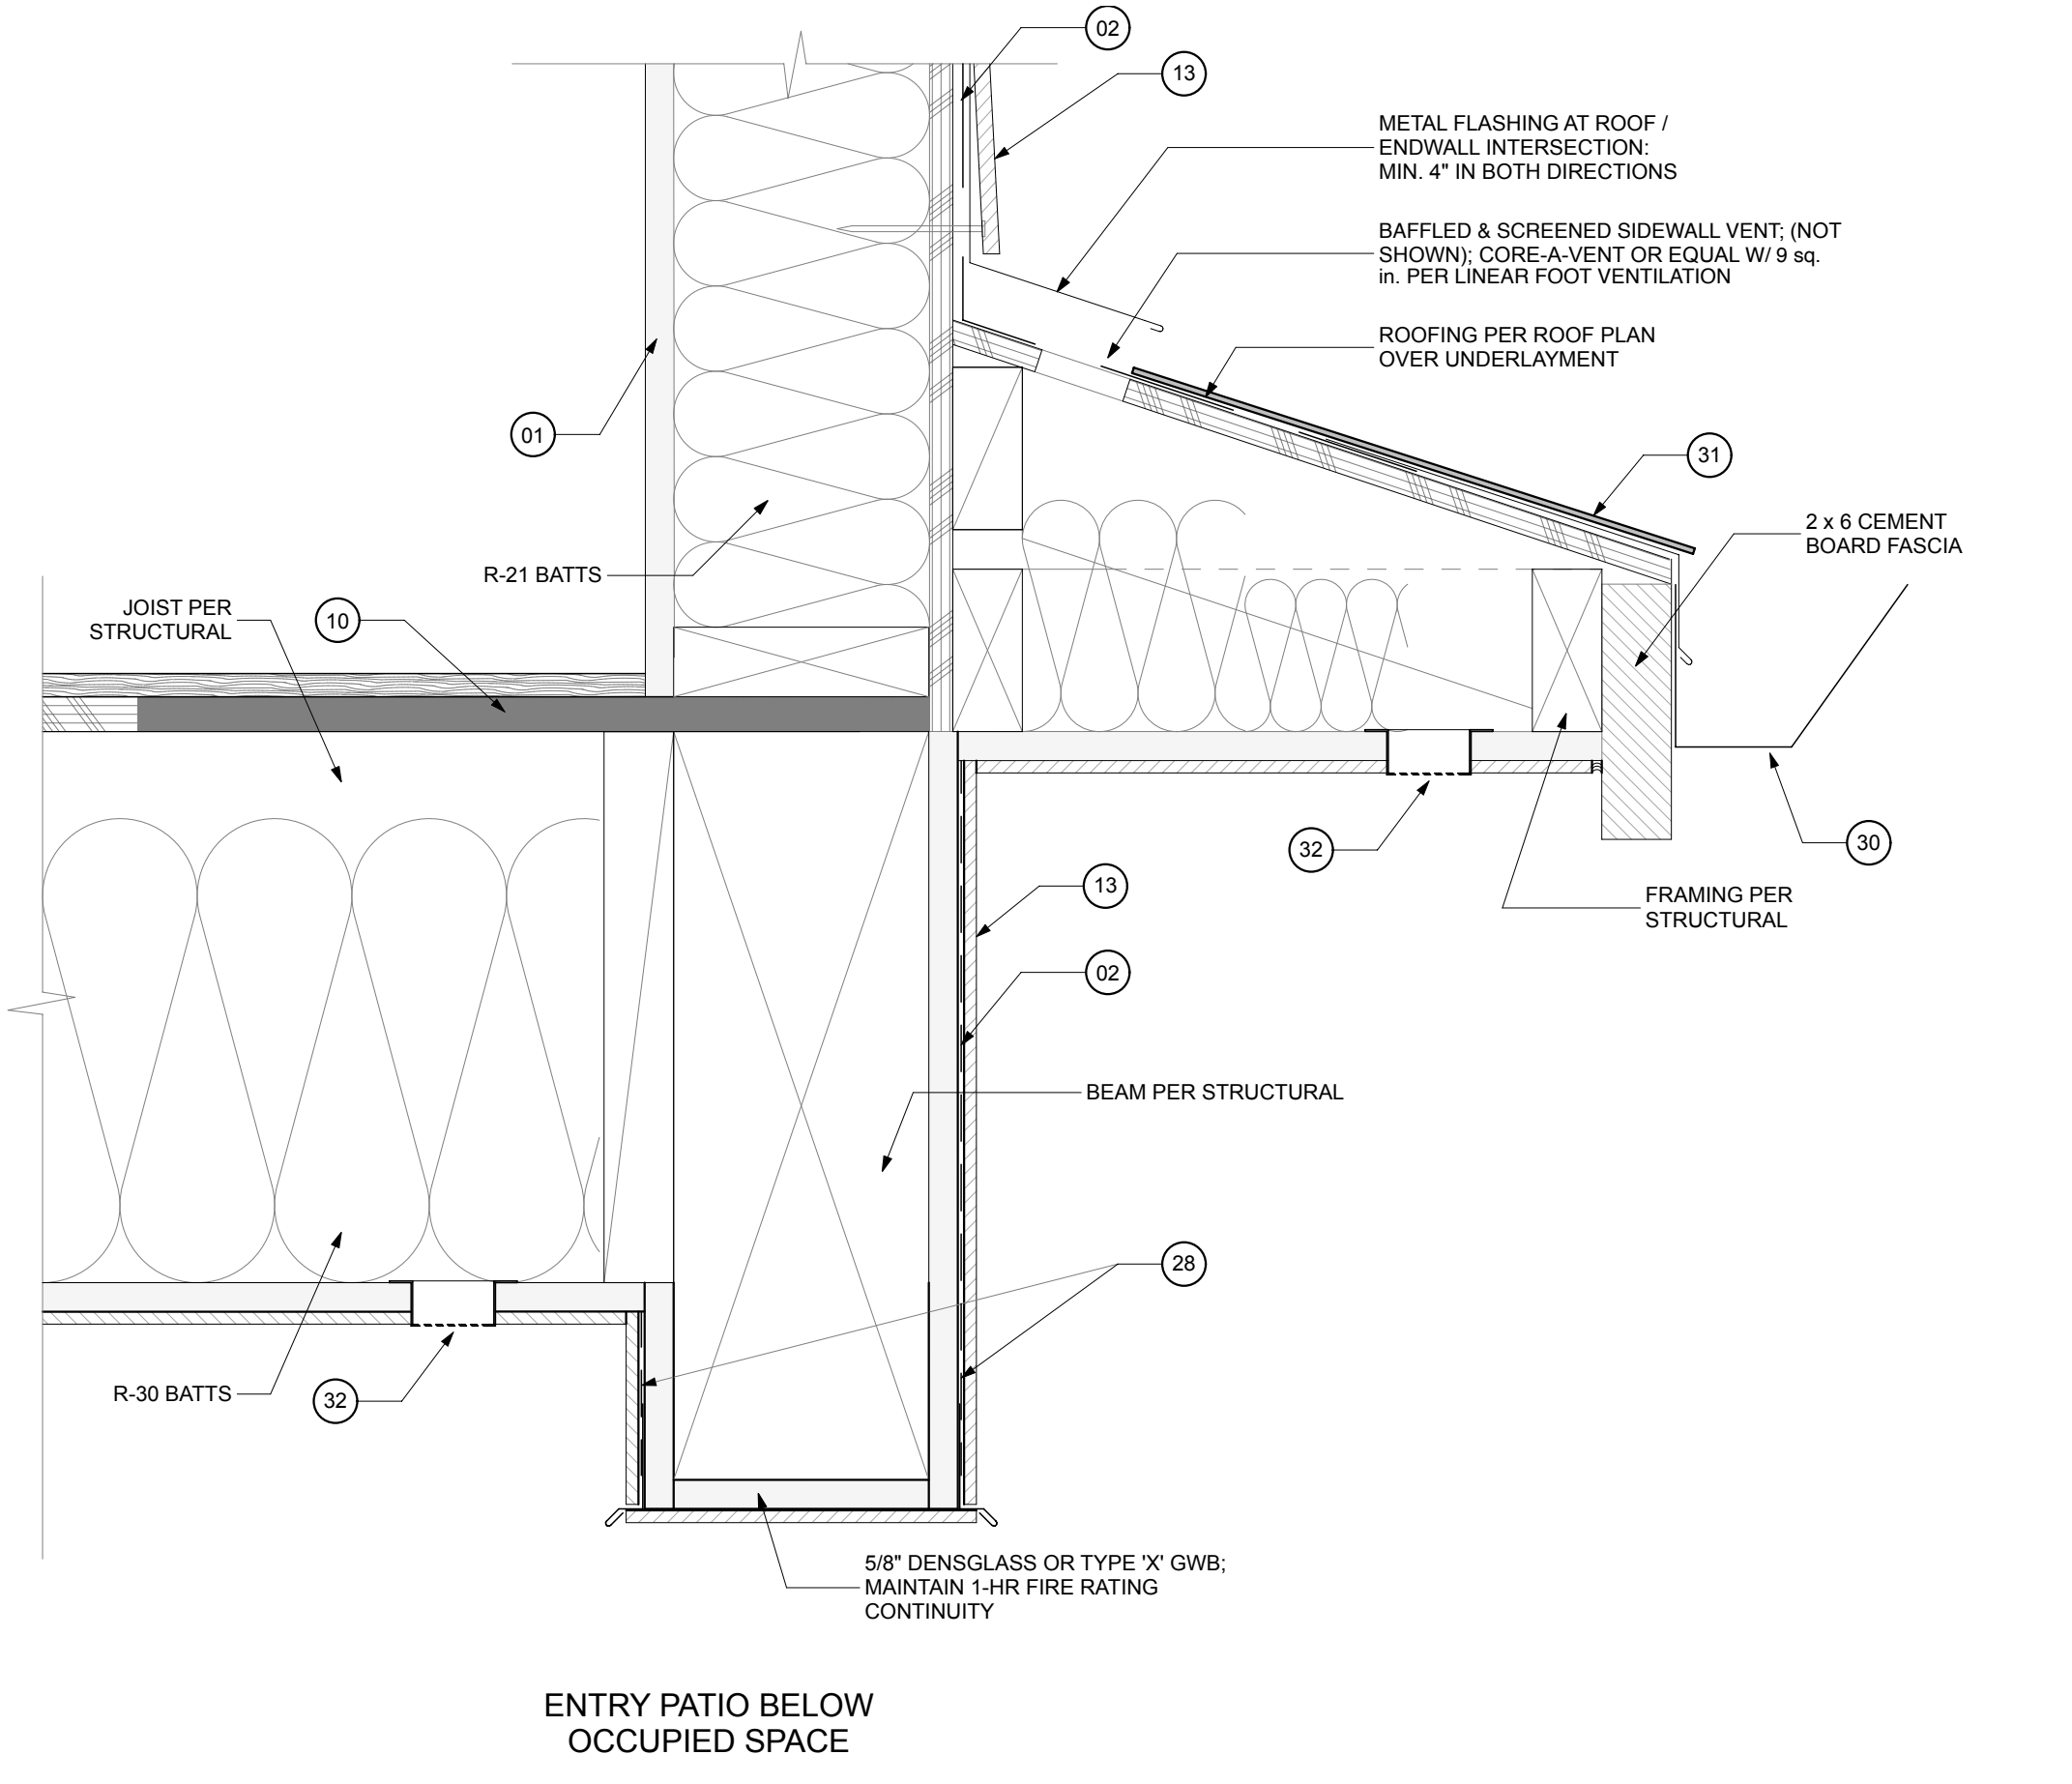 02
13
METAL FLASHING AT ROOF /
ENDWALL INTERSECTION:
MIN. 4" IN BOTH DIRECTIONS
BAFFLED & SCREENED SIDEWALL VENT; (NOT
SHOWN); CORE-A-VENT OR EQUAL W/ 9 sq.
in. PER LINEAR FOOT VENTILATION
ROOFING PER ROOF PLAN
OVER UNDERLAYMENT
01
31
2 x 6 CEMENT
BOARD FASCIA
R-21 BATTS
JOIST PER
STRUCTURAL
10
32
30
13
FRAMING PER
STRUCTURAL
02
BEAM PER STRUCTURAL
28
R-30 BATTS
32
5/8" DENSGLASS OR TYPE 'X' GWB;
MAINTAIN 1-HR FIRE RATING
CONTINUITY
ENTRY PATIO BELOW
OCCUPIED SPACE